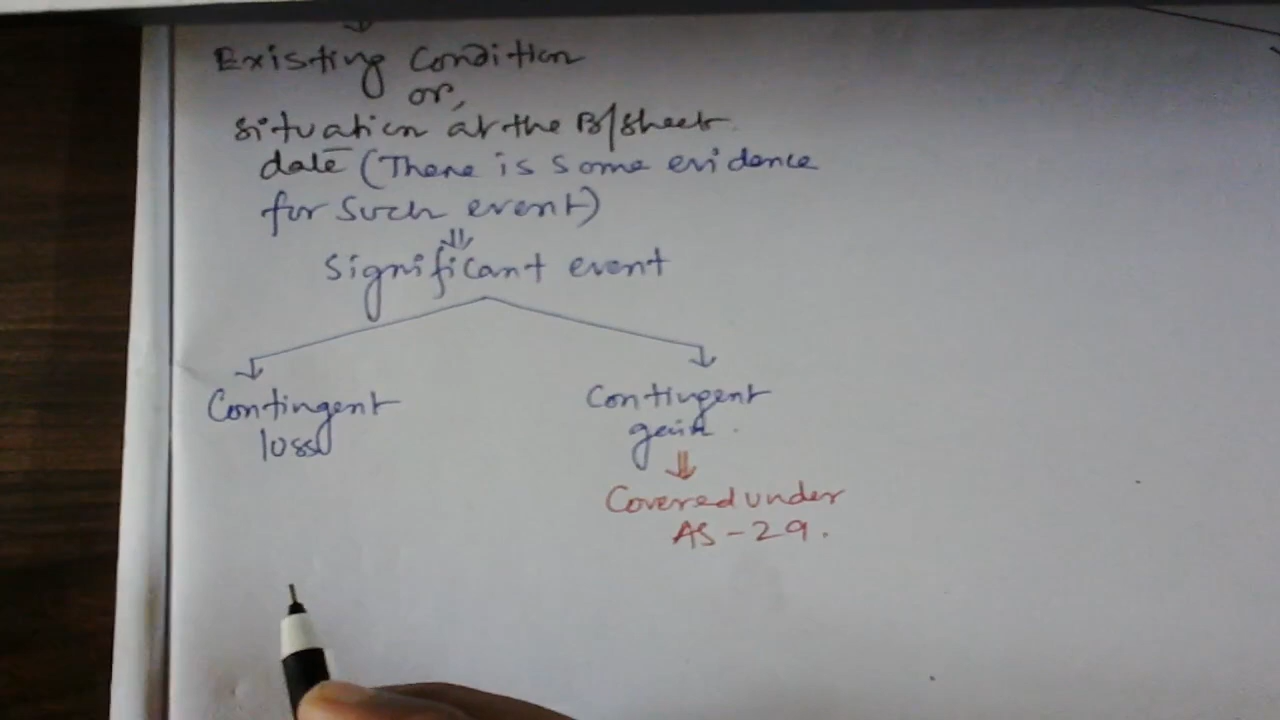 Existing Condition
or,
situation at the B/sheet
date (There is some evidence
for such event)
Significant event
Contingent
loss
Contingent
gain.
Covered under
AS-29.